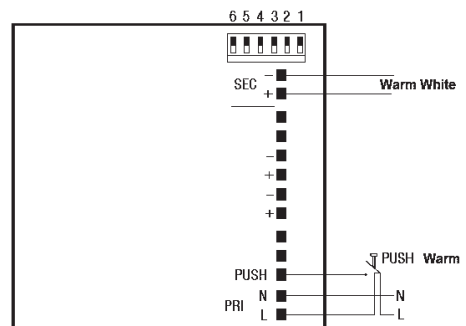 6 5 4 3 2 1
SEC
−
+
Warm White
−
+
−
+
PUSH
PUSH Warm
PRI
N
L
N
L